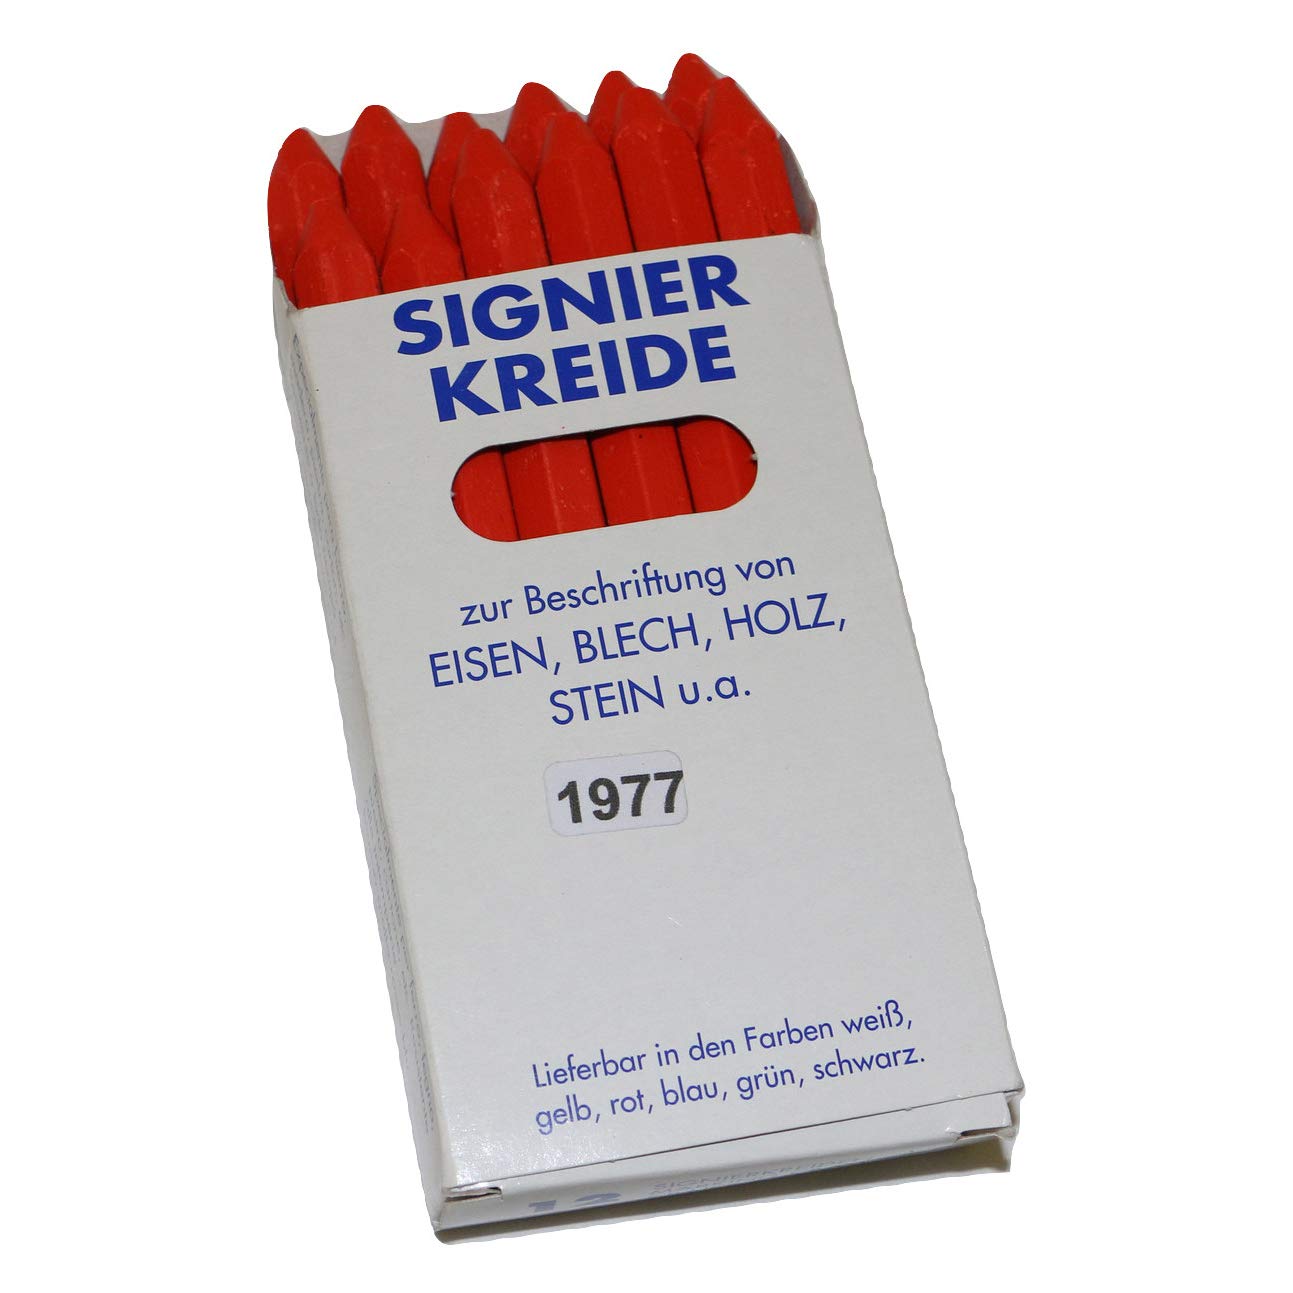 SIGNIER
KREIDE
zur Beschriftung von
EISEN, BLECH, HOLZ,
STEIN u.a.
1977
Lieferbar in den Farben weiß,
gelb, rot, blau, grün, schwarz.
12